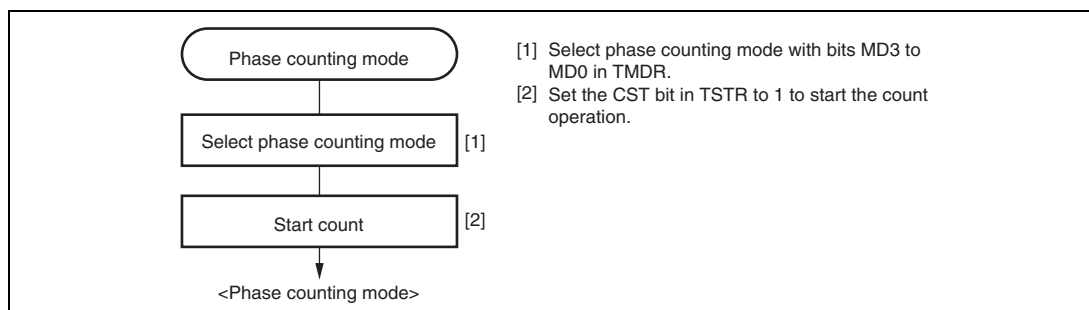 Phase counting mode
Select phase counting mode [1]
Start count [2]
<Phase counting mode>
[1] Select phase counting mode with bits MD3 to
MD0 in TMDR.
[2] Set the CST bit in TSTR to 1 to start the count
operation.